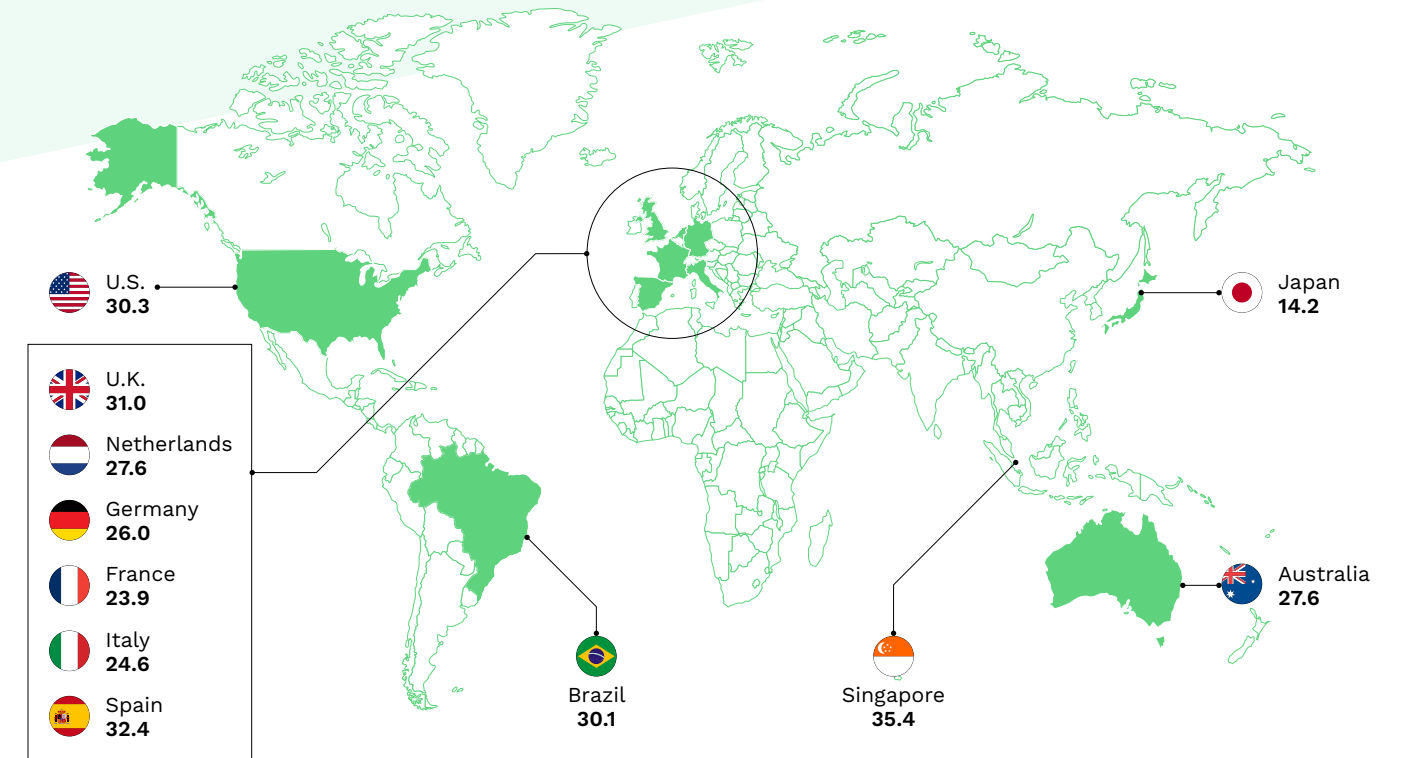 U.S.
30.3
U.K.
31.0
Netherlands
27.6
Germany
26.0
France
23.9
Italy
24.6
Spain
32.4
Brazil
30.1
Singapore
35.4
Japan
14.2
Australia
27.6